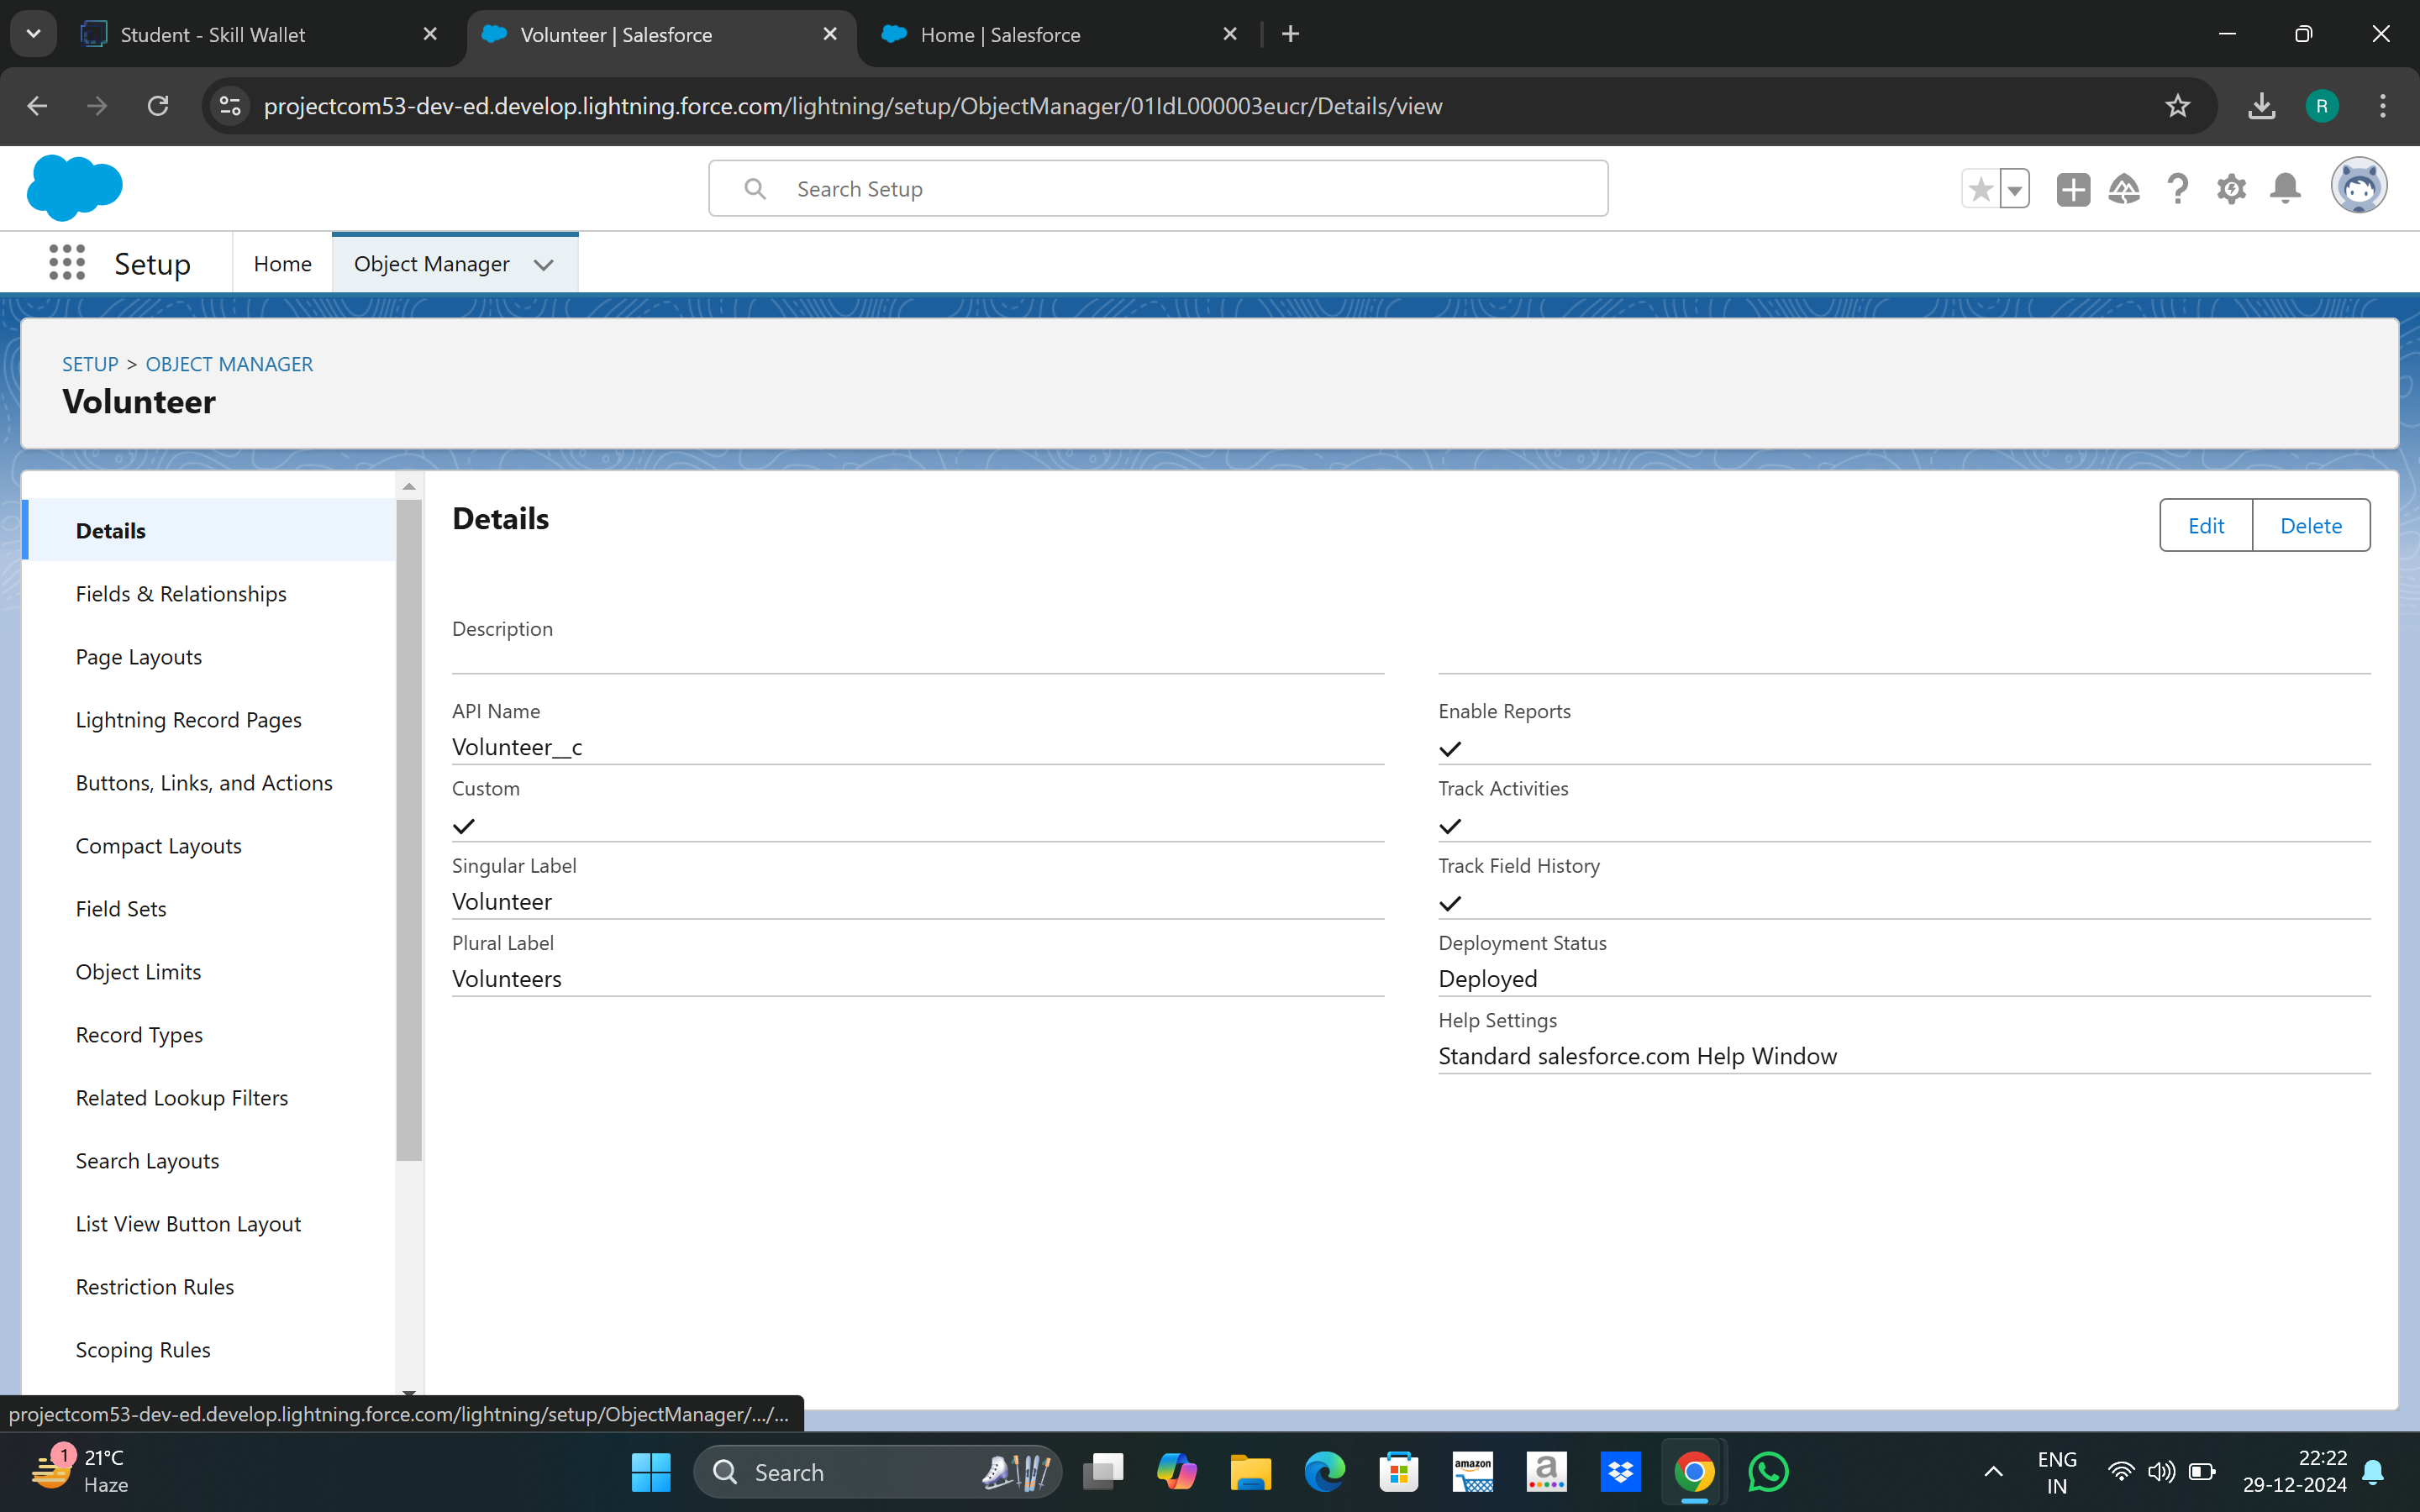 Student - Skill Wallet
Volunteer | Salesforce
Home | Salesforce
projectcom53-dev-ed.develop.lightning.force.com/lightning/setup/ObjectManager/01IdL000003eucr/Details/view
R
Search Setup
Setup
Home
Object Manager
SETUP > OBJECT MANAGER
Volunteer
Details
Fields & Relationships
Page Layouts
Lightning Record Pages
Buttons, Links, and Actions
Compact Layouts
Field Sets
Object Limits
Record Types
Related Lookup Filters
Search Layouts
List View Button Layout
Restriction Rules
Scoping Rules
Details
Edit
Delete
Description
API Name
Volunteer__c
Custom
Singular Label
Volunteer
Plural Label
Volunteers
Enable Reports
Track Activities
Track Field History
Deployment Status
Deployed
Help Settings
Standard salesforce.com Help Window
projectcom53-dev-ed.develop.lightning.force.com/lightning/setup/ObjectManager/.../...
1
21°C
Haze
Search
amazon
a
ENG
IN
22:22
29-12-2024